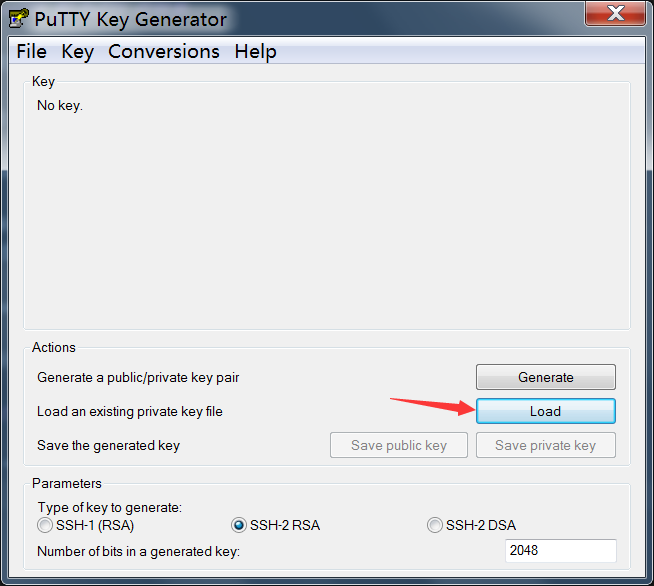 PuTTY Key Generator
File Key Conversions Help
Key
No key.
Actions
Generate a public/private key pair
Generate
Load an existing private key file
Load
Save the generated key
Save public key
Save private key
Parameters
Type of key to generate:
SSH-1 (RSA)
SSH-2 RSA
SSH-2 DSA
Number of bits in a generated key:
2048